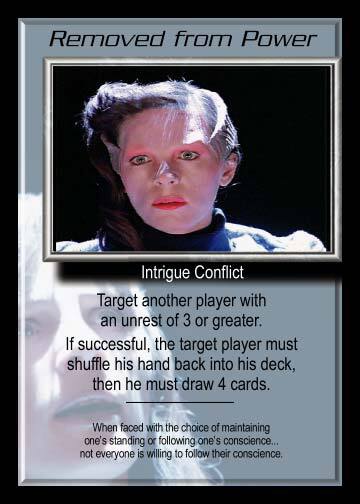 Removed from Power
Intrigue Conflict
Target another player with
an unrest of 3 or greater.
If successful, the target player must
shuffle his hand back into his deck,
then he must draw 4 cards.
When faced with the choice of maintaining
one's standing or following one's conscience...
not everyone is willing to follow their conscience.